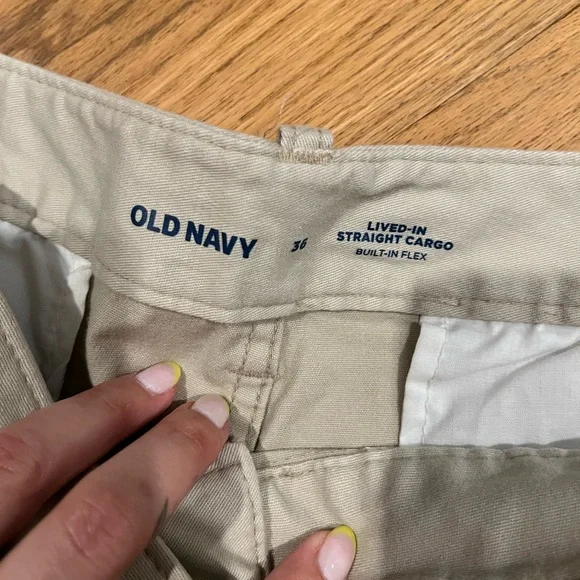 OLD NAVY
36
LIVED-IN
STRAIGHT CARGO
BUILT-IN FLEX